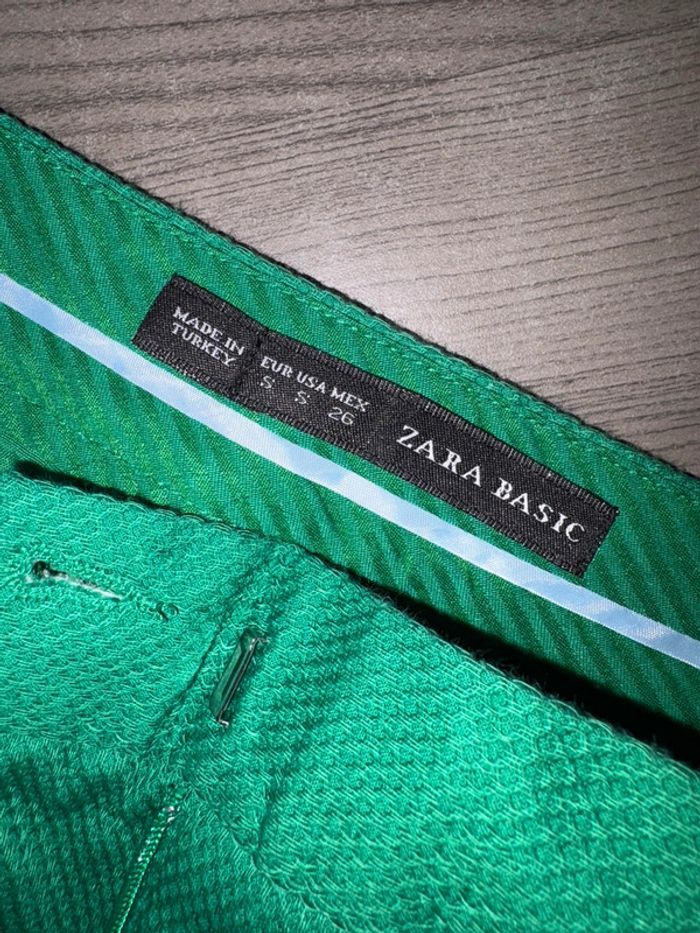 MADE IN
TURKEY
EUR USA MEX
S S 26
ZARA BASIC